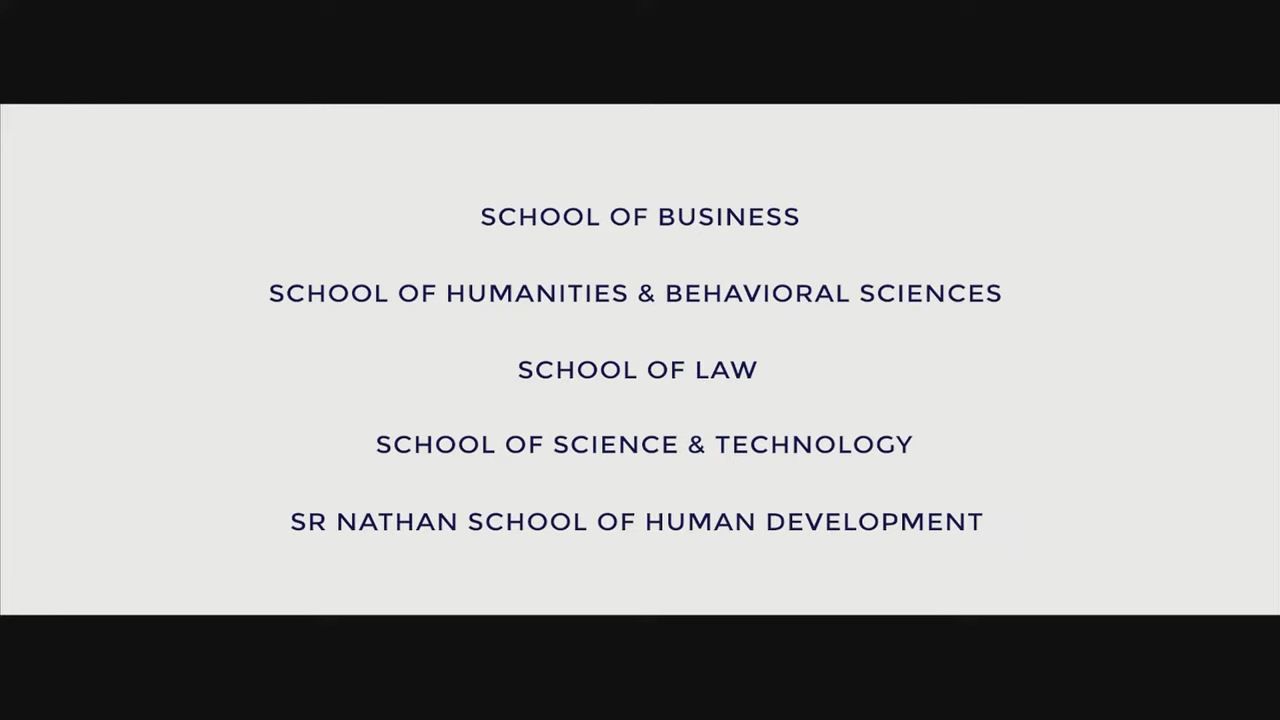 SCHOOL OF BUSINESS
SCHOOL OF HUMANITIES & BEHAVIORAL SCIENCES
SCHOOL OF LAW
SCHOOL OF SCIENCE & TECHNOLOGY
SR NATHAN SCHOOL OF HUMAN DEVELOPMENT